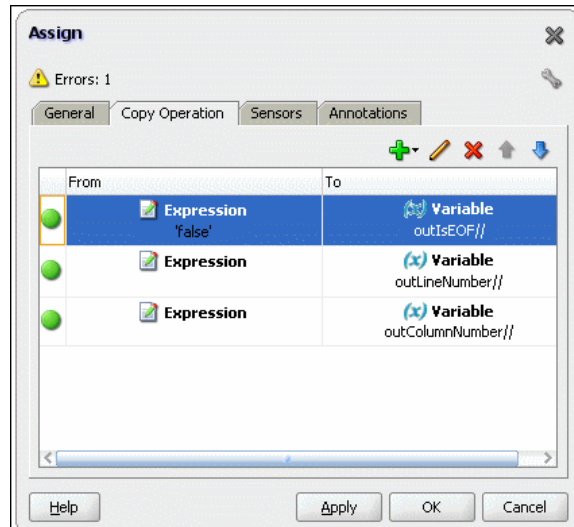 Assign
Errors: 1
General Copy Operation Sensors Annotations
From To
Expression (x) Variable
'false' outIsEOF//
Expression (x) Variable
outLineNumber//
Expression (x) Variable
outColumnNumber//
Help Apply OK Cancel